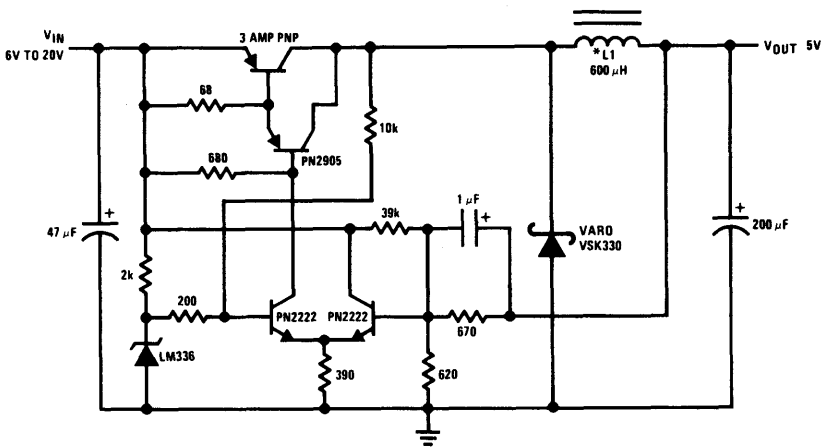 VIN
6V TO 20V
3 AMP PNP
*L1
600 μH
VOUT 5V
68
10k
PN2905
680
39k
1 μF
+
47 μF
+
VARO
VSK330
+
200 μF
2k
200
PN2222
PN2222
670
LM336
390
620